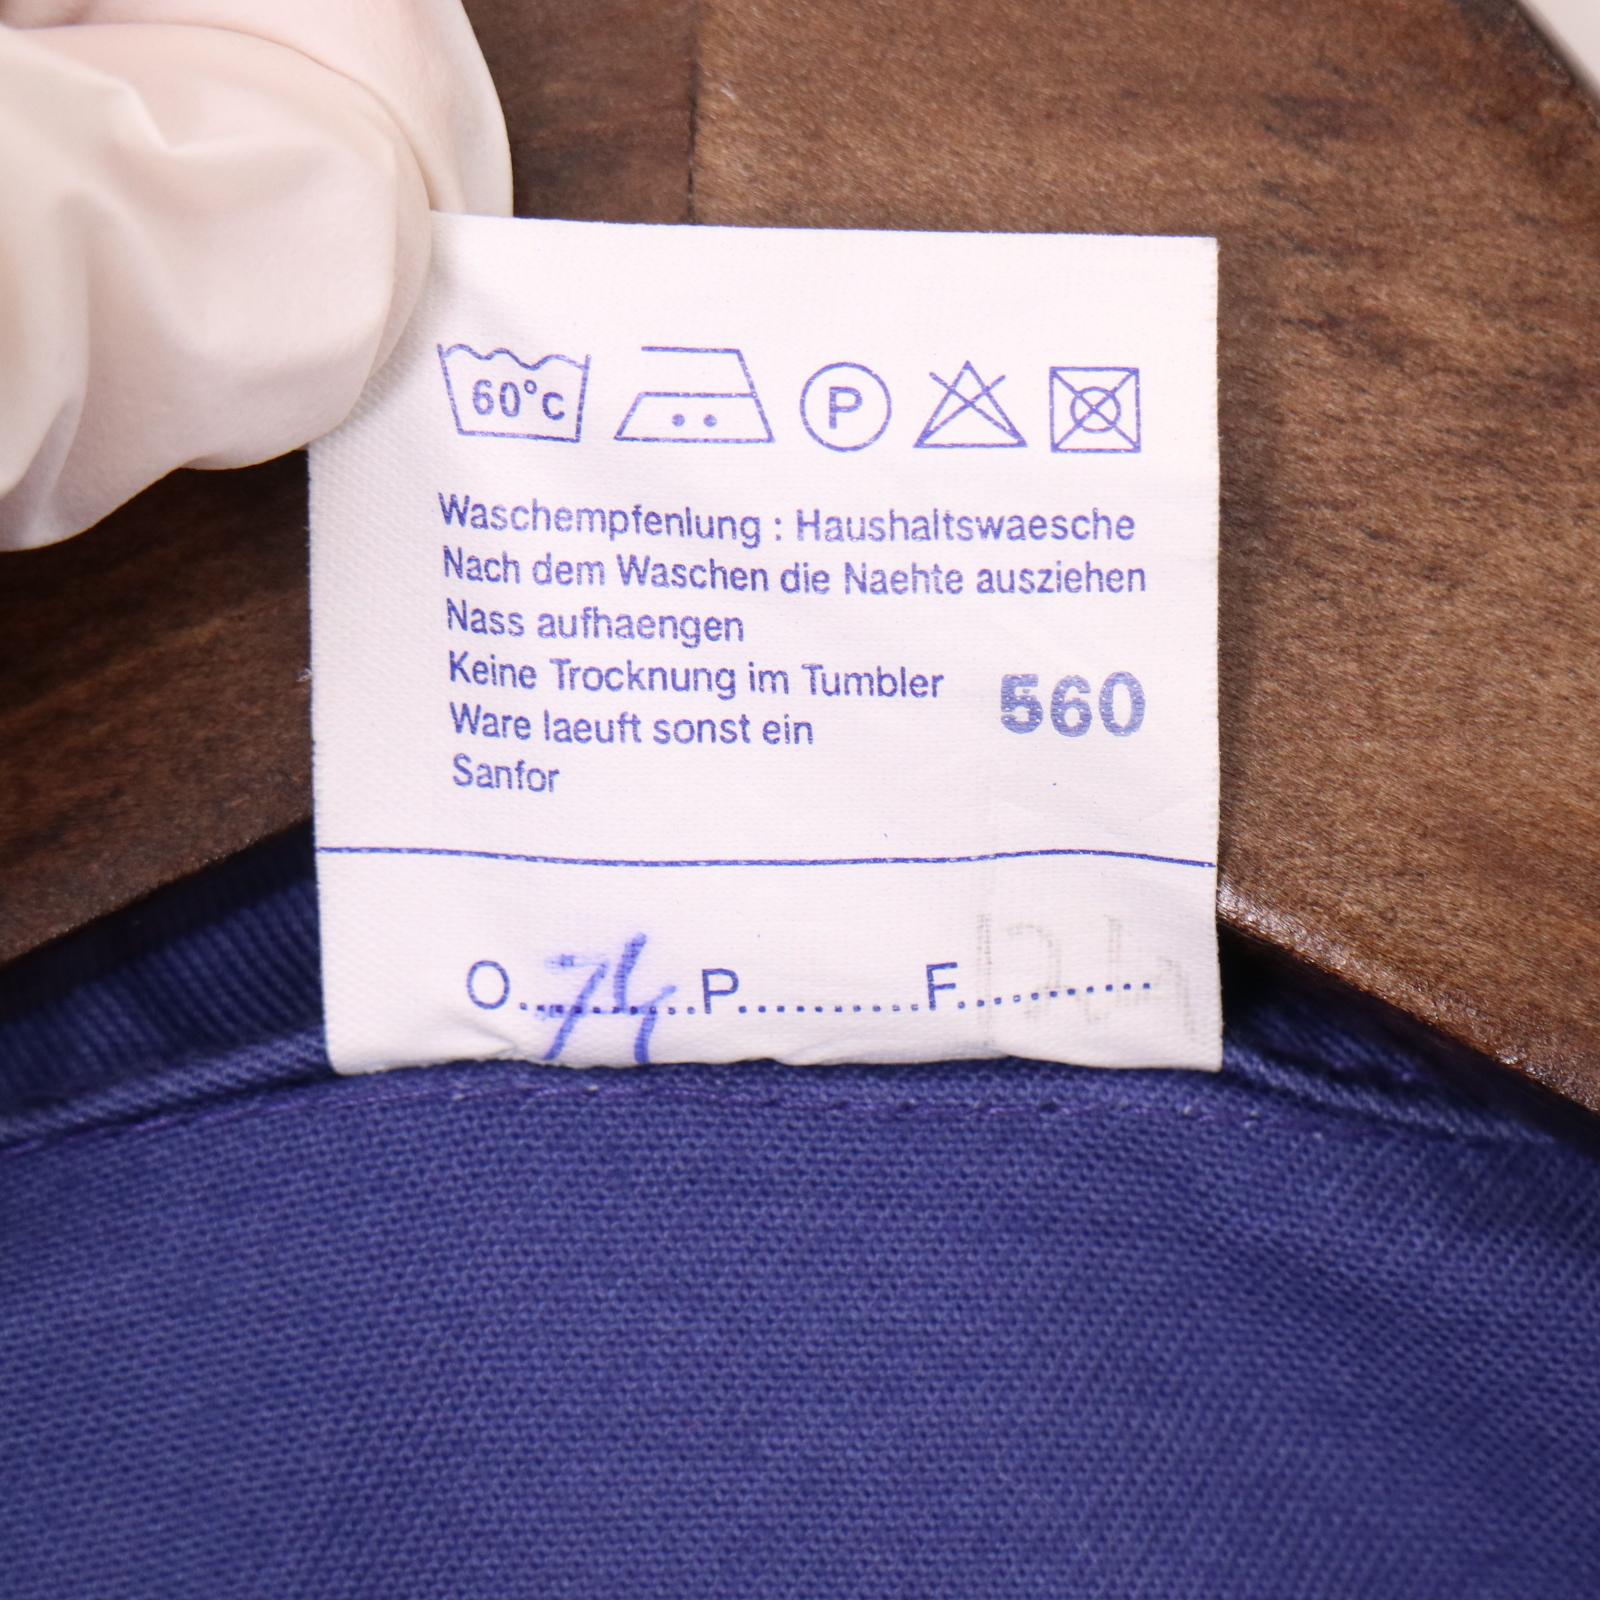 60°C P
Waschempfenlung : Haushaltswaesche
Nach dem Waschen die Naehte ausziehen
Nass aufhaengen
Keine Trocknung im Tumbler
560
Ware laeuft sonst ein
Sanfor
O..........P..........F...........